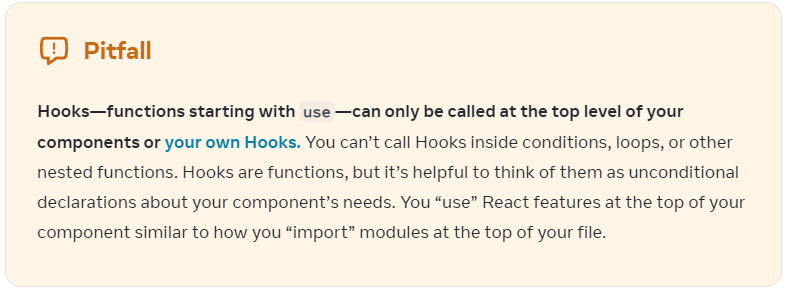 Pitfall
Hooks—functions starting with use—can only be called at the top level of your
components or your own Hooks. You can’t call Hooks inside conditions, loops, or other
nested functions. Hooks are functions, but it’s helpful to think of them as unconditional
declarations about your component’s needs. You “use” React features at the top of your
component similar to how you “import” modules at the top of your file.